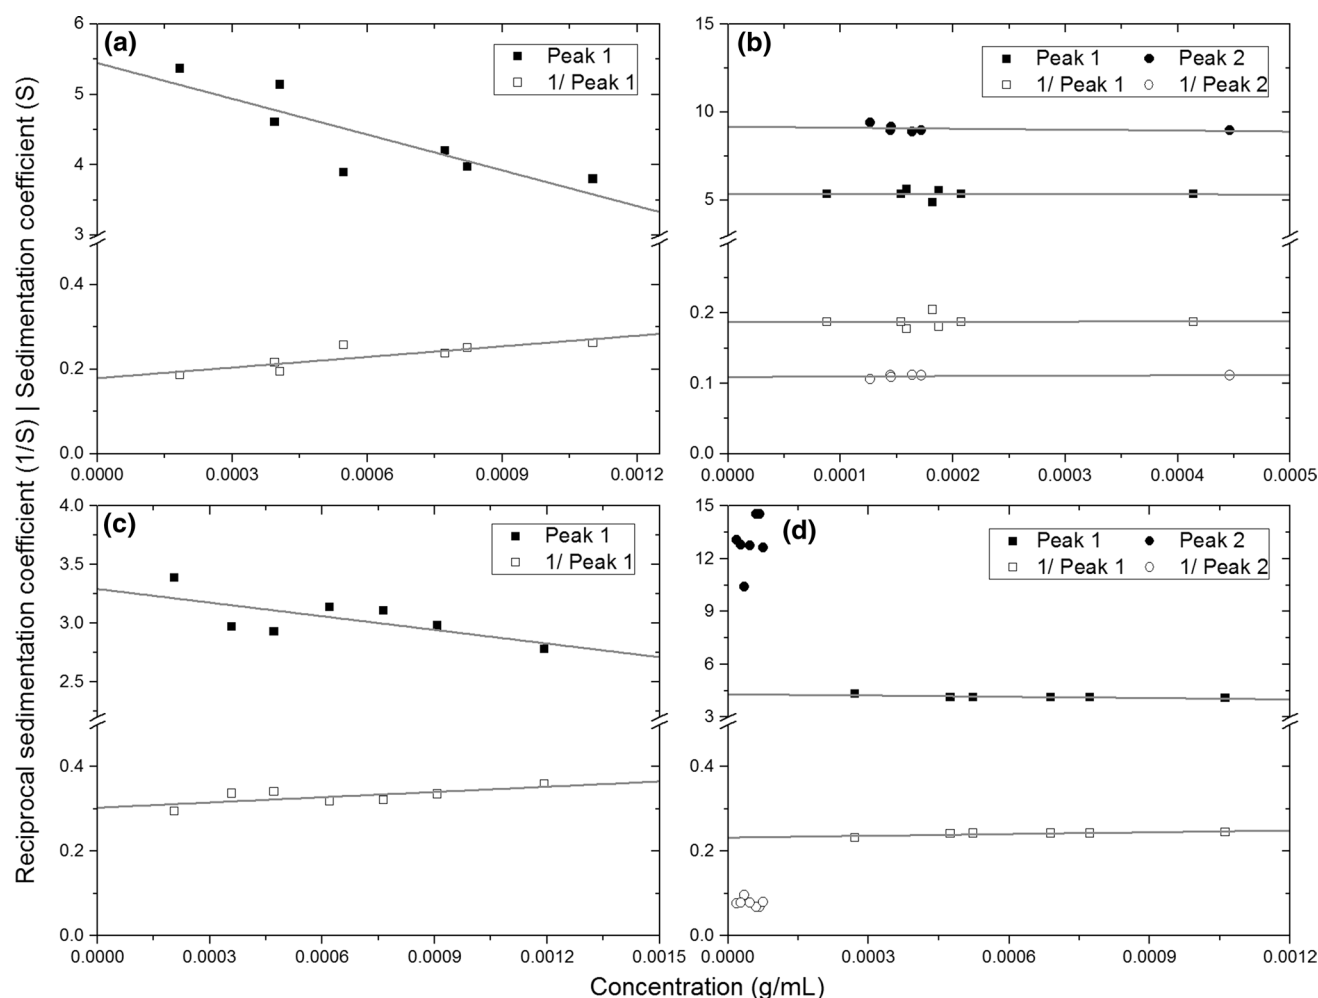 Reciprocal sedimentation coefficient (1/S) | Sedimentation coefficient (S)
(a)
Peak 1
1/ Peak 1
6
5
4
3
0.4
0.2
0.0
0.0000 0.0003 0.0006 0.0009 0.0012
(b)
Peak 1 Peak 2
1/ Peak 1 1/ Peak 2
15
10
5
0.2
0.1
0.0
0.0000 0.0001 0.0002 0.0003 0.0004 0.0005
(c)
Peak 1
1/ Peak 1
4.0
3.5
3.0
2.5
0.4
0.2
0.0
0.0000 0.0003 0.0006 0.0009 0.0012 0.0015
(d)
Peak 1 Peak 2
1/ Peak 1 1/ Peak 2
15
12
9
6
3
0.4
0.2
0.0
0.0000 0.0003 0.0006 0.0009 0.0012
Concentration (g/mL)